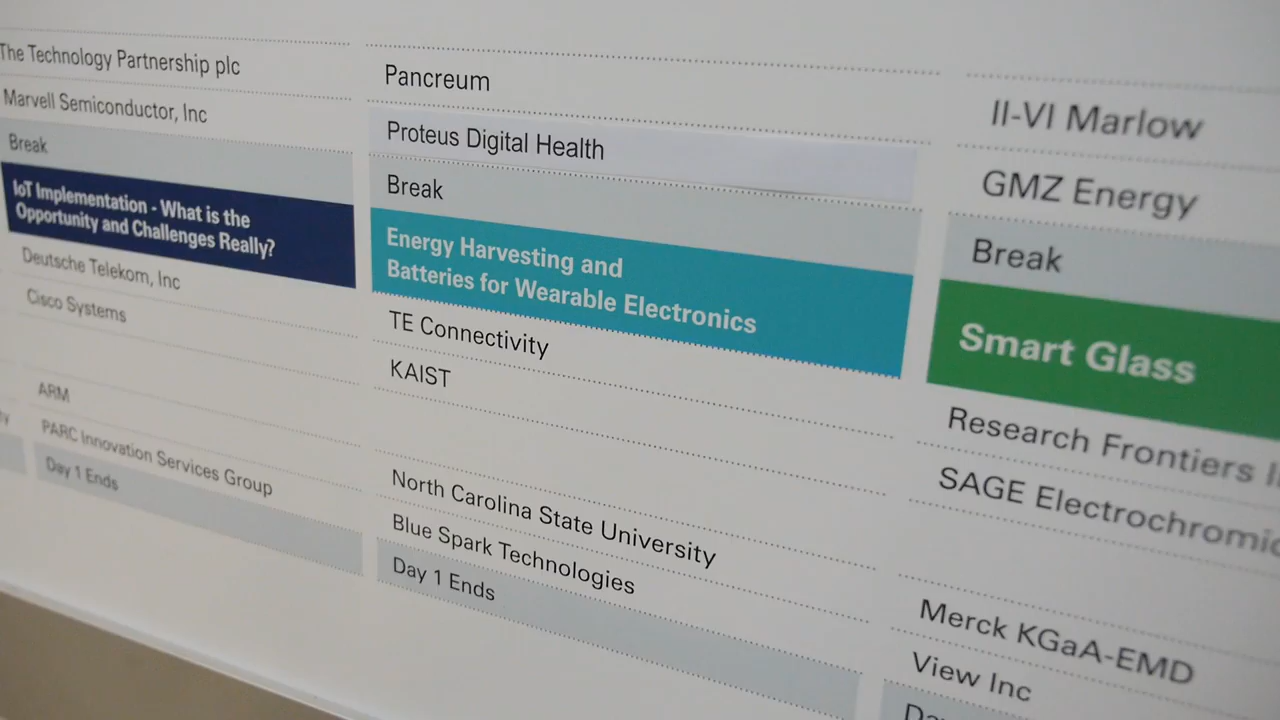 The Technology Partnership plc
Marvell Semiconductor, Inc
Break
IoT Implementation - What is the
Opportunity and Challenges Really?
Deutsche Telekom, Inc
Cisco Systems
ARM
PARC Innovation Services Group
Day 1 Ends
Pancreum
Proteus Digital Health
Break
Energy Harvesting and
Batteries for Wearable Electronics
TE Connectivity
KAIST
North Carolina State University
Blue Spark Technologies
Day 1 Ends
II-VI Marlow
GMZ Energy
Break
Smart Glass
Research Frontiers
SAGE
Merck KGaA-EMD
View Inc